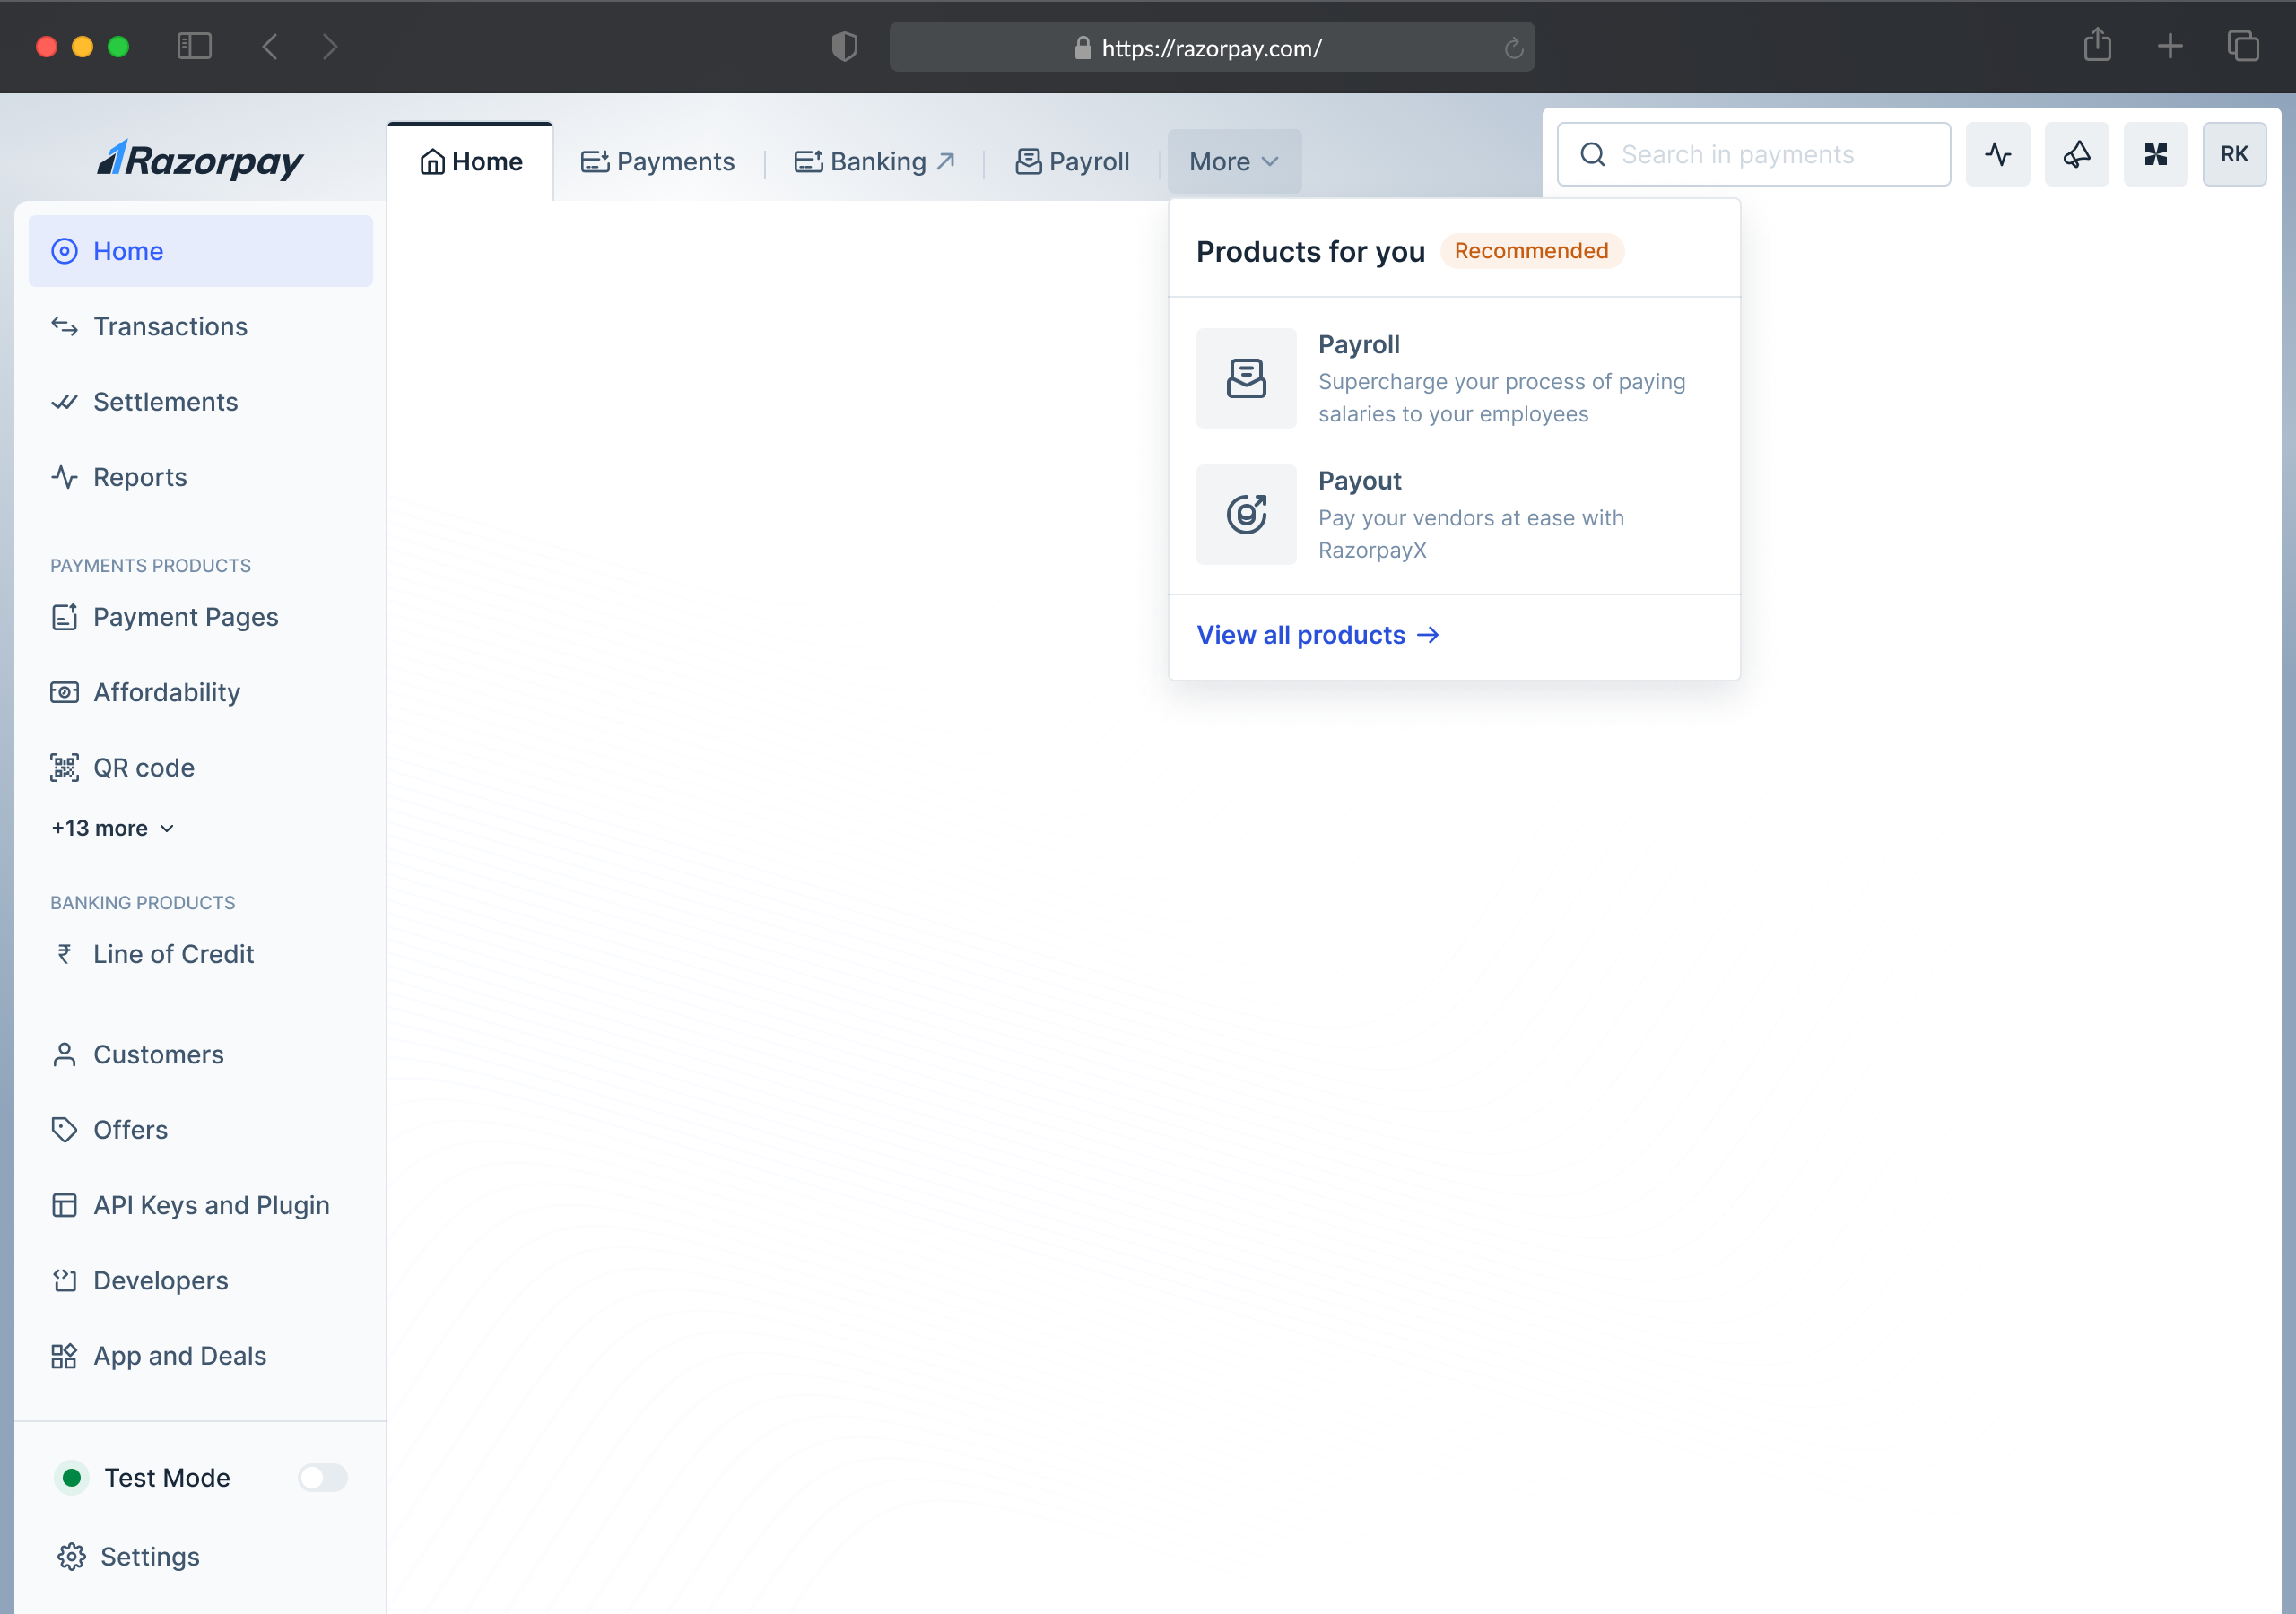 https://razorpay.com/
Razorpay
Home
Payments
Banking
Payroll
More
Search in payments
RK
Home
Transactions
Settlements
Reports
PAYMENTS PRODUCTS
Payment Pages
Affordability
QR code
+13 more
BANKING PRODUCTS
₹ Line of Credit
Customers
Offers
API Keys and Plugin
Developers
App and Deals
Test Mode
Settings
Products for you
Recommended
Payroll
Supercharge your process of paying
salaries to your employees
Payout
Pay your vendors at ease with
RazorpayX
View all products →